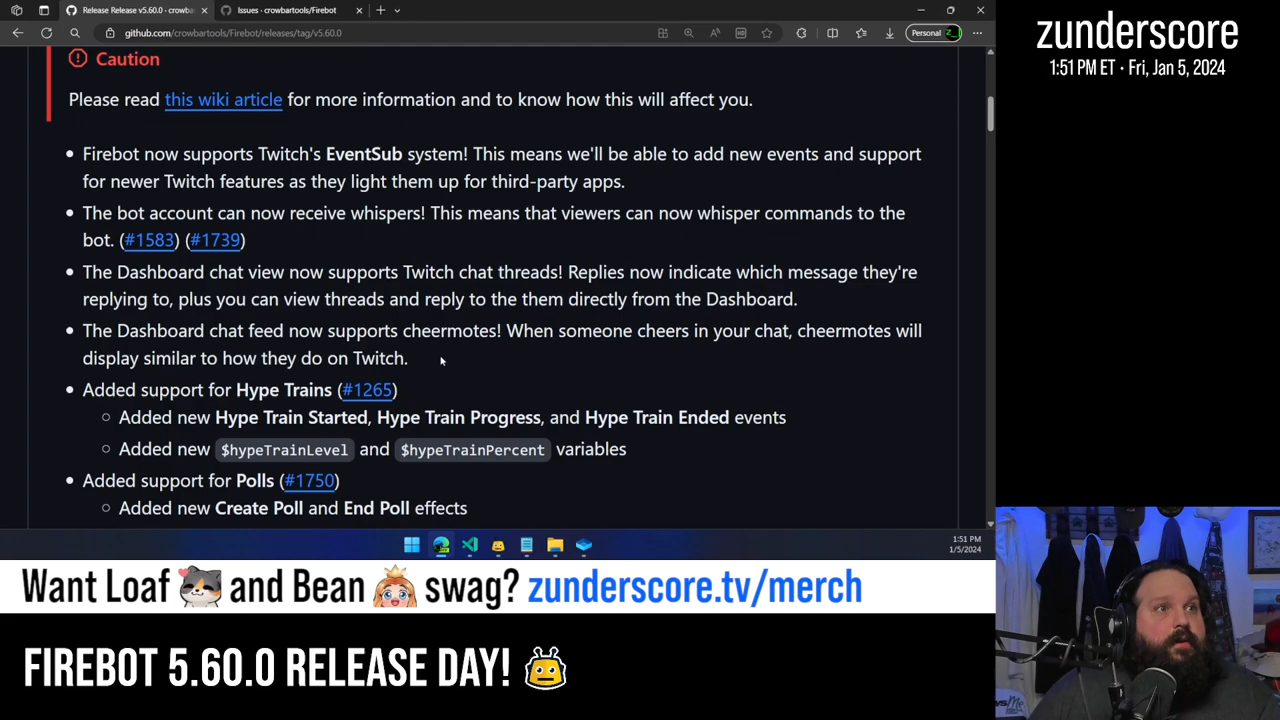 Release Release v5.60.0 · crowba
Issues · crowbartools/Firebot
github.com/crowbartools/Firebot/releases/tag/v5.60.0
Personal
zunderscore
1:51 PM ET · Fri, Jan 5, 2024
Caution
Please read this wiki article for more information and to know how this will affect you.
Firebot now supports Twitch's EventSub system! This means we'll be able to add new events and support
for newer Twitch features as they light them up for third-party apps.
The bot account can now receive whispers! This means that viewers can now whisper commands to the
bot. (#1583) (#1739)
The Dashboard chat view now supports Twitch chat threads! Replies now indicate which message they're
replying to, plus you can view threads and reply to the them directly from the Dashboard.
The Dashboard chat feed now supports cheermotes! When someone cheers in your chat, cheermotes will
display similar to how they do on Twitch.
Added support for Hype Trains (#1265)
Added new Hype Train Started, Hype Train Progress, and Hype Train Ended events
Added new $hypeTrainLevel and $hypeTrainPercent variables
Added support for Polls (#1750)
Added new Create Poll and End Poll effects
1:51 PM
1/5/2024
Want Loaf and Bean swag? zunderscore.tv/merch
FIREBOT 5.60.0 RELEASE DAY!